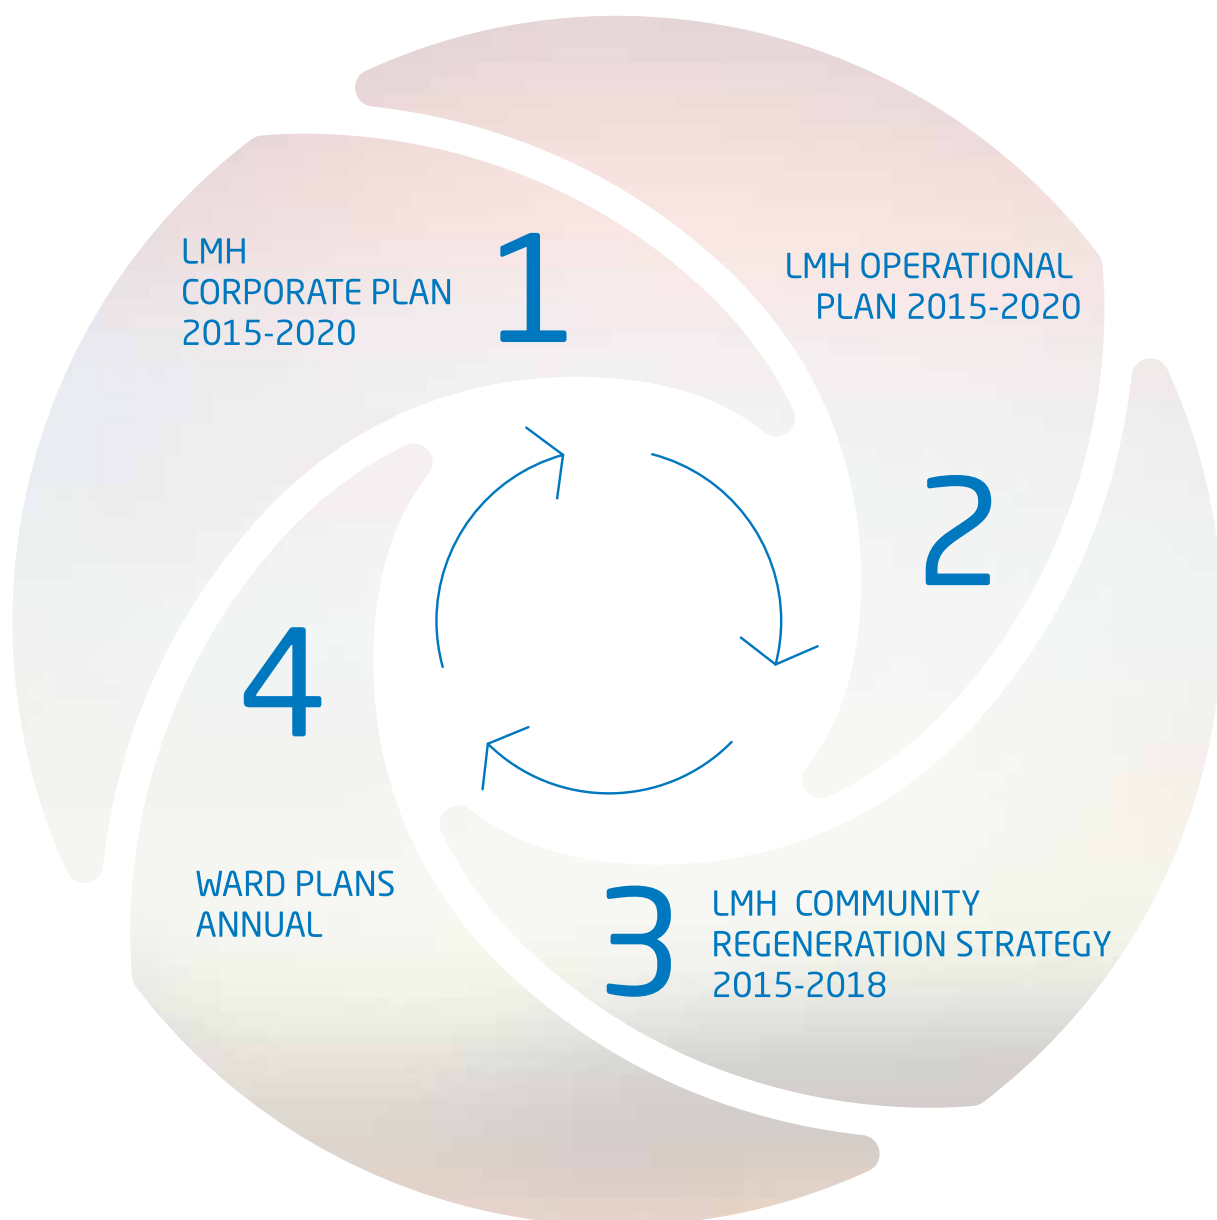 LMH
CORPORATE PLAN
2015-2020
1
LMH OPERATIONAL
PLAN 2015-2020
2
3
LMH COMMUNITY
REGENERATION STRATEGY
2015-2018
4
WARD PLANS
ANNUAL